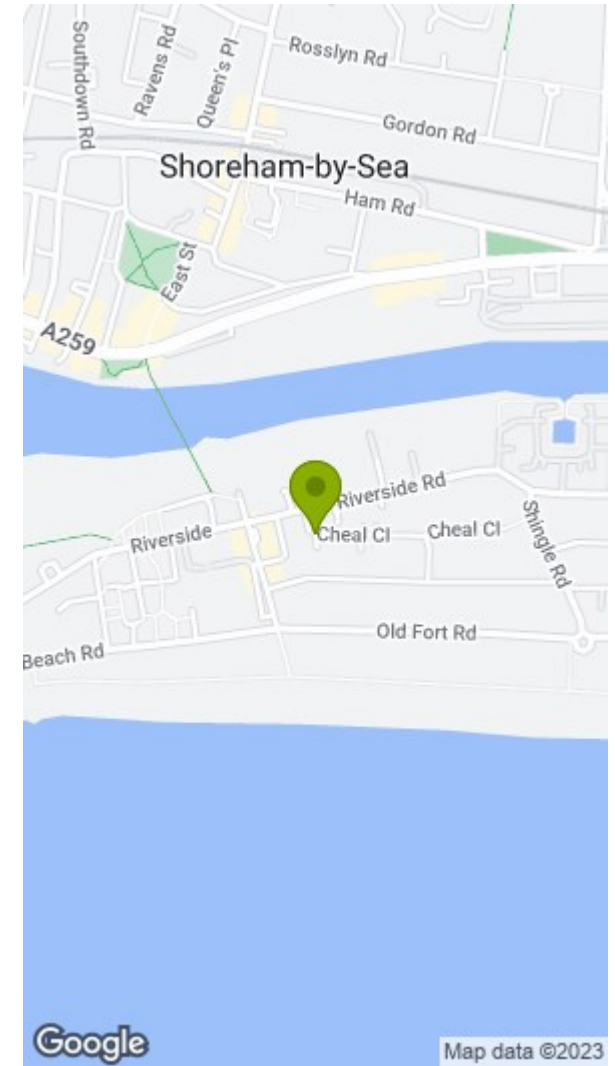 Southdown Rd
Ravens Rd
Queen's Pl
Rosslyn Rd
Gordon Rd
Shoreham-by-Sea
Ham Rd
East St
A259
Riverside Rd
Riverside
Cheal Cl
Cheal Cl
Shingle Rd
Old Fort Rd
Beach Rd
Google
Map data ©2023